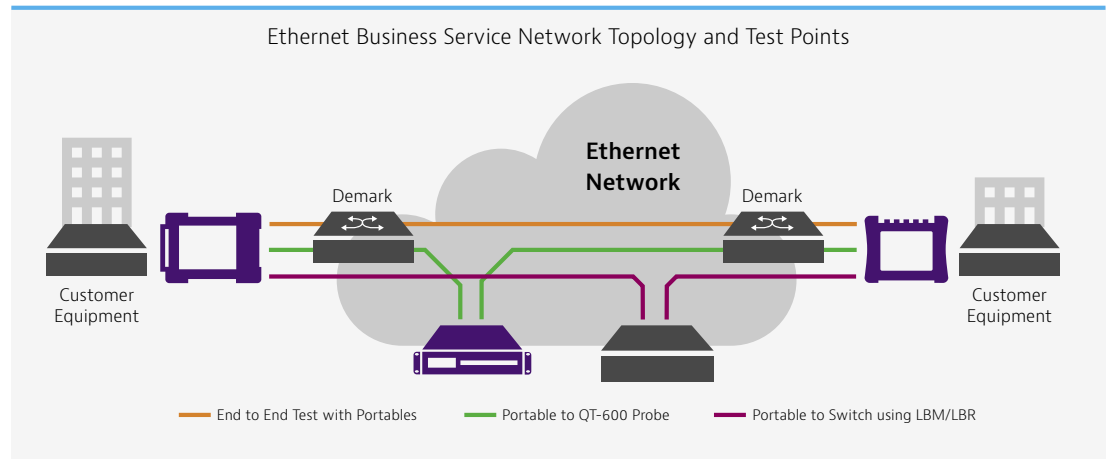 Ethernet Business Service Network Topology and Test Points
Ethernet
Network
Demark
Demark
Customer
Equipment
Customer
Equipment
End to End Test with Portables
Portable to QT-600 Probe
Portable to Switch using LBM/LBR